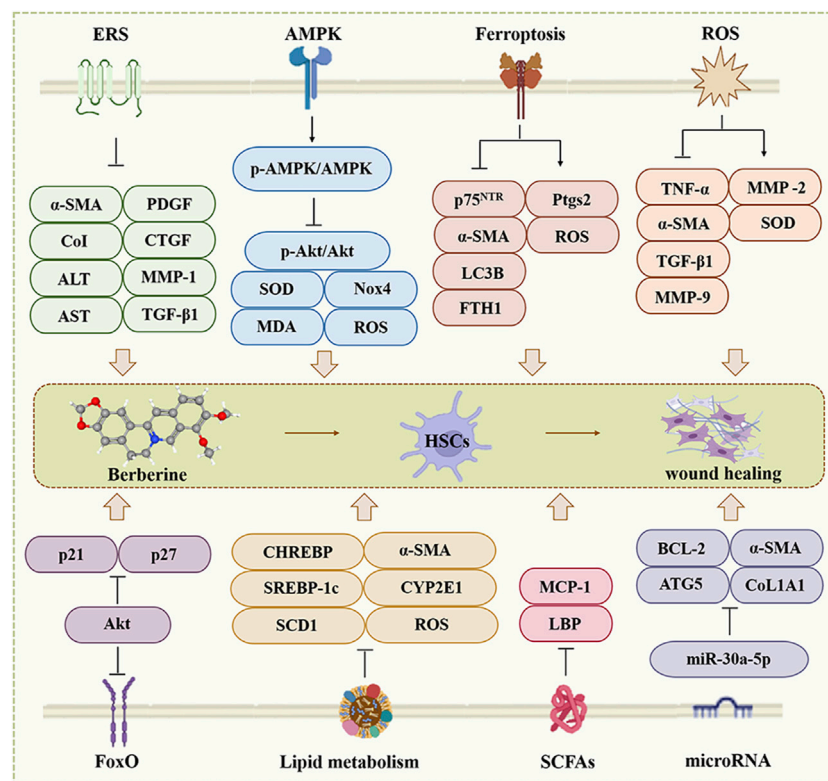 ERS
AMPK
Ferroptosis
ROS
p-AMPK/AMPK
p-Akt/Akt
α-SMA
PDGF
CoI
CTGF
ALT
MMP-1
AST
TGF-β1
SOD
Nox4
MDA
ROS
p75NTR
Ptgs2
α-SMA
ROS
LC3B
FTH1
TNF-α
MMP-2
α-SMA
SOD
TGF-β1
MMP-9
Berberine
HSCs
wound healing
p21
p27
Akt
CHREBP
α-SMA
SREBP-1c
CYP2E1
SCD1
ROS
MCP-1
LBP
BCL-2
α-SMA
ATG5
CoL1A1
miR-30a-5p
FoxO
Lipid metabolism
SCFAs
microRNA